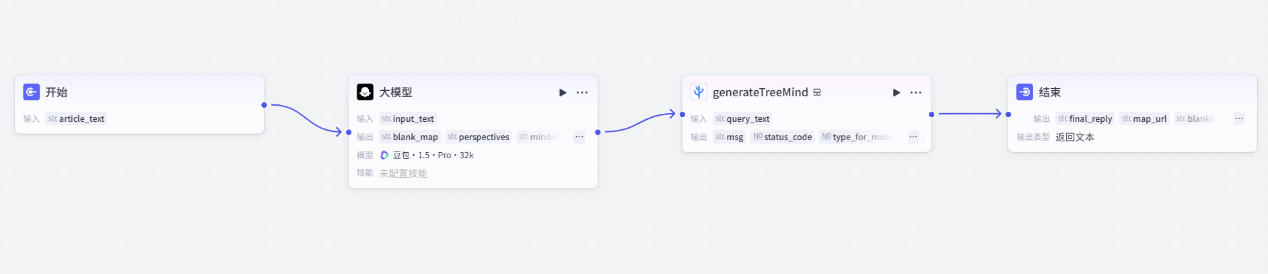 开始
输入 str. article_text
大模型
输入 str. input_text
输出 str. blank_map str. perspectives str. mindm ...
模型 豆包・1.5・Pro・32k
技能 未配置技能
generateTreeMind
输入 str. query_text
输出 str. msg NO status_code NO type_for_mode ...
结束
输出 str. final_reply str. map_url str. blanks ...
输出类型 返回文本